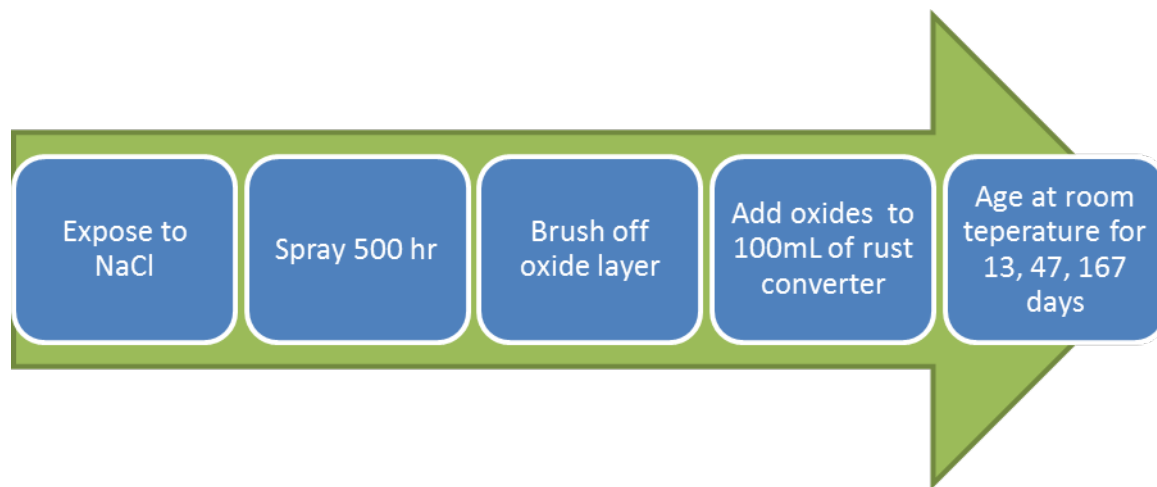 Expose to
NaCl
Spray 500 hr
Brush off
oxide layer
Add oxides to
100mL of rust
converter
Age at room
teperature for
13, 47, 167
days